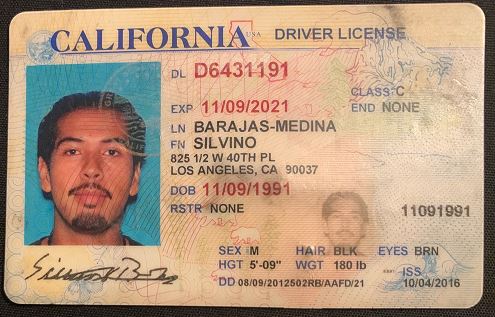 CALIFORNIA USA DRIVER LICENSE
DL D6431191
CLASS C
EXP 11/09/2021 END NONE
LN BARAJAS-MEDINA
FN SILVINO
825 1/2 W 40TH PL
LOS ANGELES, CA 90037
DOB 11/09/1991
RSTR NONE
11091991
SEX M HAIR BLK EYES BRN
HGT 5'-09" WGT 180 lb
ISS
DD 08/09/2012502RB/AAFD/21 10/04/2016